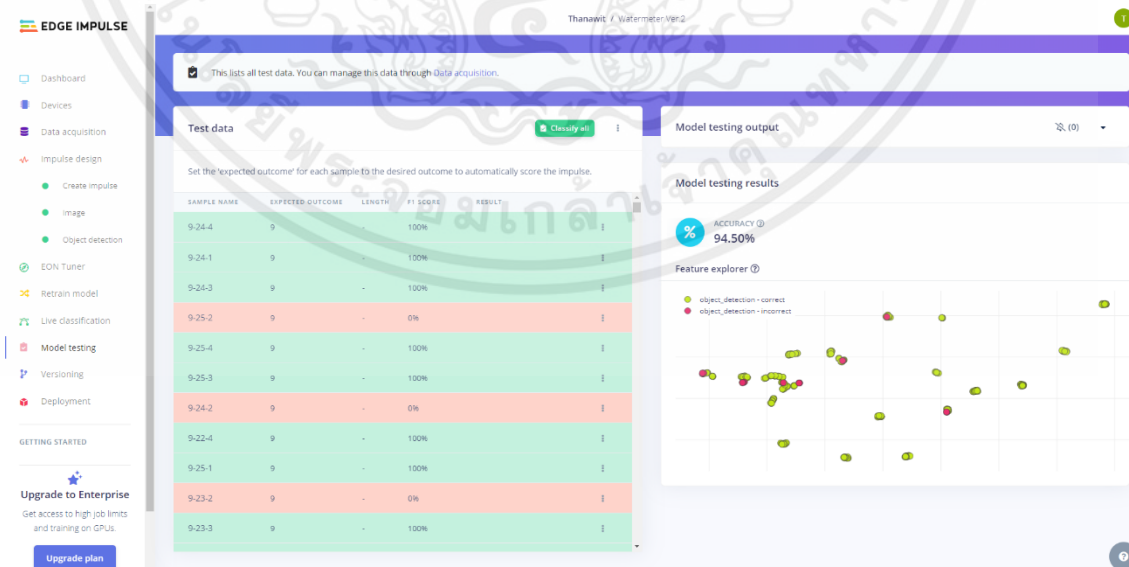 EDGE IMPULSE
Thanawit / Watermeter Ver.2
T
Dashboard
Devices
Data acquisition
Impulse design
Create impulse
Image
Object detection
EON Tuner
Retrain model
Live classification
Model testing
Versioning
Deployment
GETTING STARTED
Upgrade to Enterprise
Get access to high job limits
and training on GPUs.
Upgrade plan
This lists all test data. You can manage this data through Data acquisition.
Test data
Classify all
Set the 'expected outcome' for each sample to the desired outcome to automatically score the impulse.
SAMPLE NAME EXPECTED OUTCOME LENGTH F1 SCORE RESULT
9-24-4 9 - 100%
9-24-1 9 - 100%
9-24-3 9 - 100%
9-25-2 9 - 0%
9-25-4 9 - 100%
9-25-3 9 - 100%
9-24-2 9 - 0%
9-22-4 9 - 100%
9-25-1 9 - 100%
9-23-2 9 - 0%
9-23-3 9 - 100%
Model testing output
(0)
Model testing results
%
ACCURACY
94.50%
Feature explorer
object_detection - correct
object_detection - incorrect